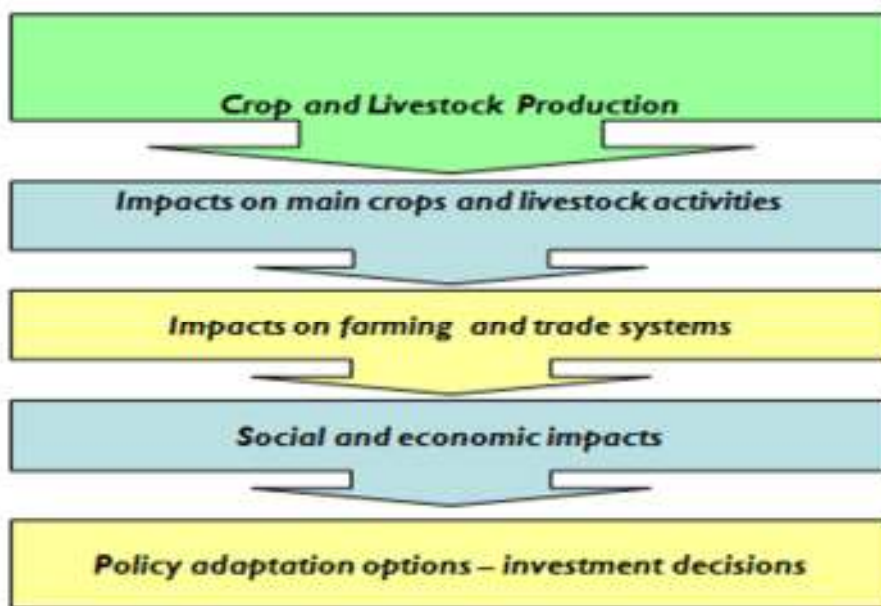 Crop and Livestock Production
Impacts on main crops and livestock activities
Impacts on farming and trade systems
Social and economic impacts
Policy adaptation options – investment decisions